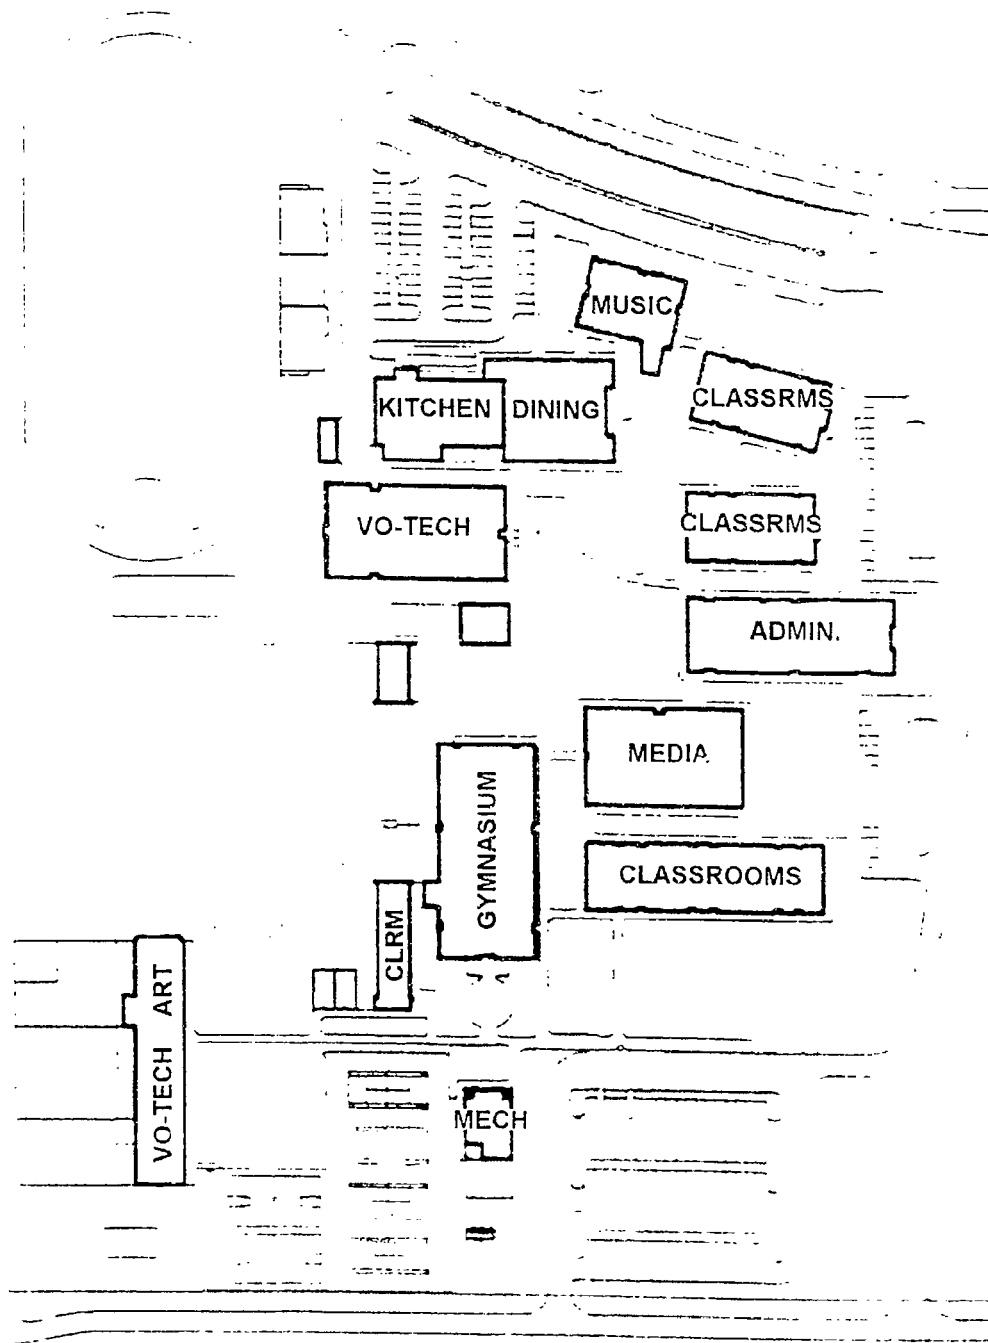 MUSIC
CLASSRMS
KITCHEN
DINING
VO-TECH
CLASSRMS
ADMIN.
MEDIA
GYMNASIUM
CLASSROOMS
CLRM
VO-TECH ART
MECH